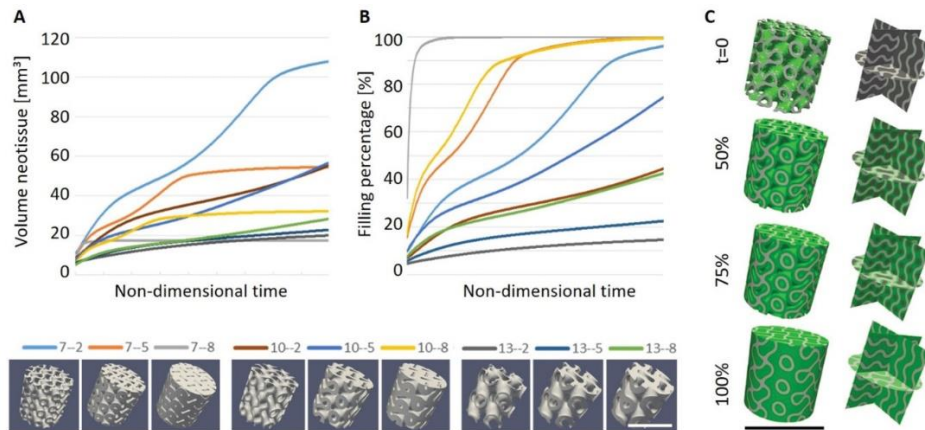 A
Volume neotissue [mm³]
120
100
80
60
40
20
0
Non-dimensional time
B
Filling percentage [%]
100
80
60
40
20
0
Non-dimensional time
C
t=0
50%
75%
100%
7--2 7--5 7--8 10--2 10--5 10--8 13--2 13--5 13--8